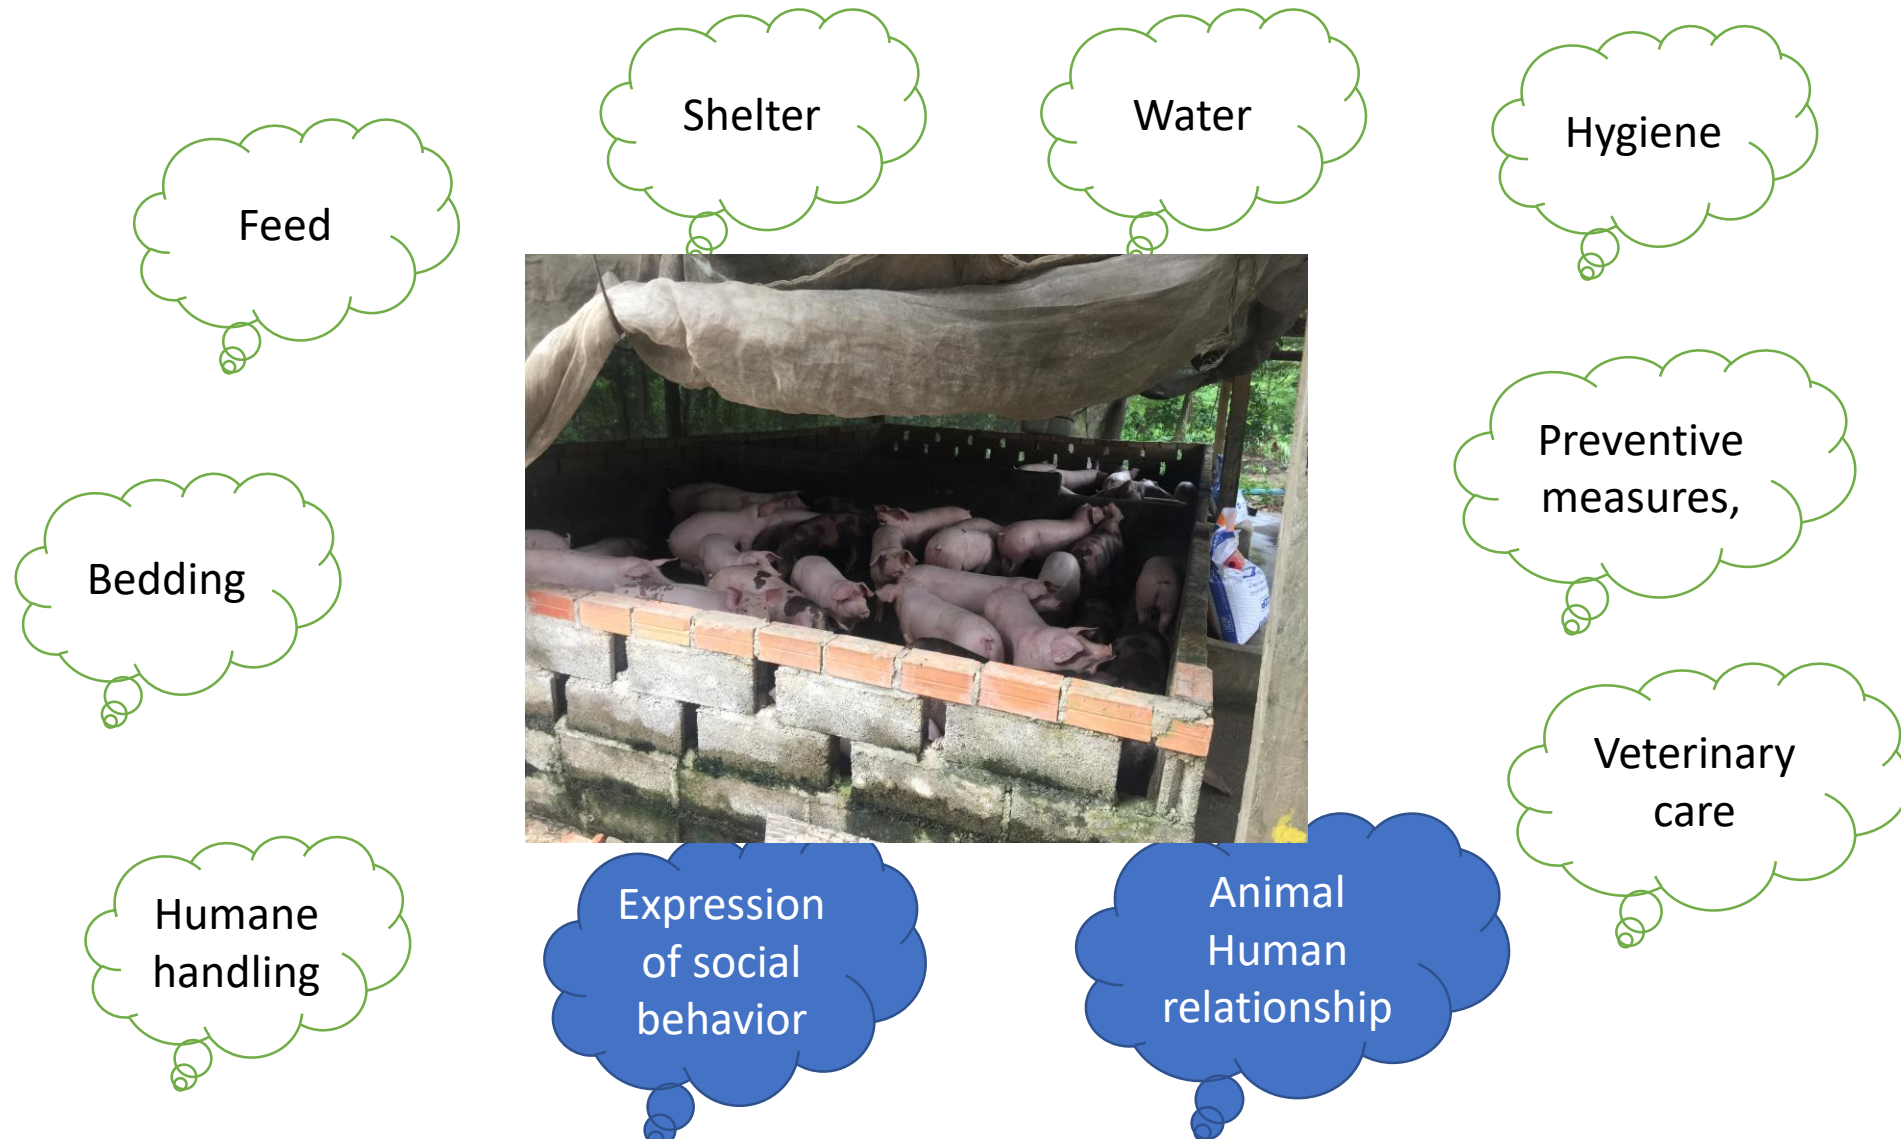 Shelter
Water
Hygiene
Feed
Preventive
measures,
Bedding
Veterinary
care
Humane
handling
Expression
of social
behavior
Animal
Human
relationship